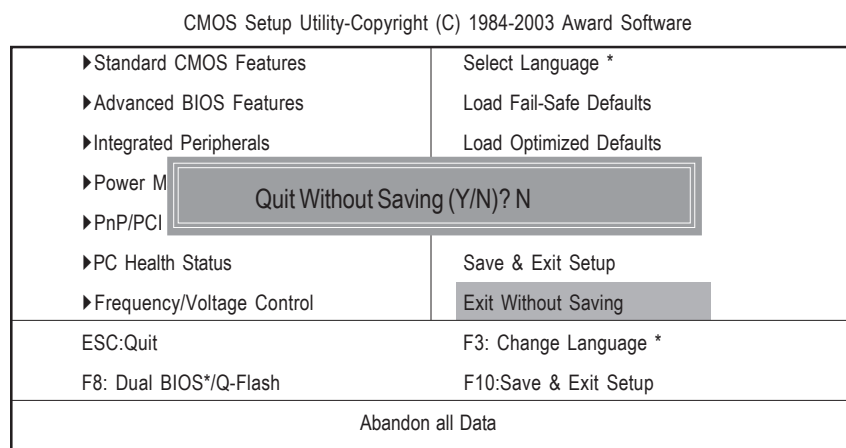 CMOS Setup Utility-Copyright (C) 1984-2003 Award Software
▶Standard CMOS Features Select Language *
▶Advanced BIOS Features Load Fail-Safe Defaults
▶Integrated Peripherals Load Optimized Defaults
▶Power M
Quit Without Saving (Y/N)? N
▶PnP/PCI
▶PC Health Status Save & Exit Setup
▶Frequency/Voltage Control Exit Without Saving
ESC:Quit F3: Change Language *
F8: Dual BIOS*/Q-Flash F10:Save & Exit Setup
Abandon all Data